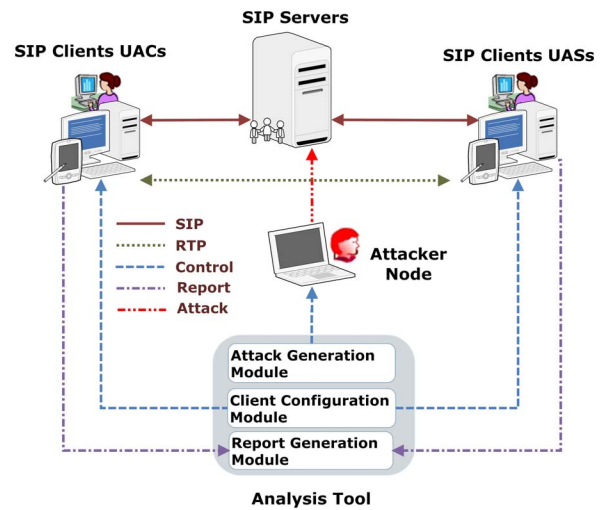 SIP Servers
SIP Clients UACs
SIP Clients UASs
SIP
RTP
Control
Report
Attack
Attacker
Node
Attack Generation
Module
Client Configuration
Module
Report Generation
Module
Analysis Tool